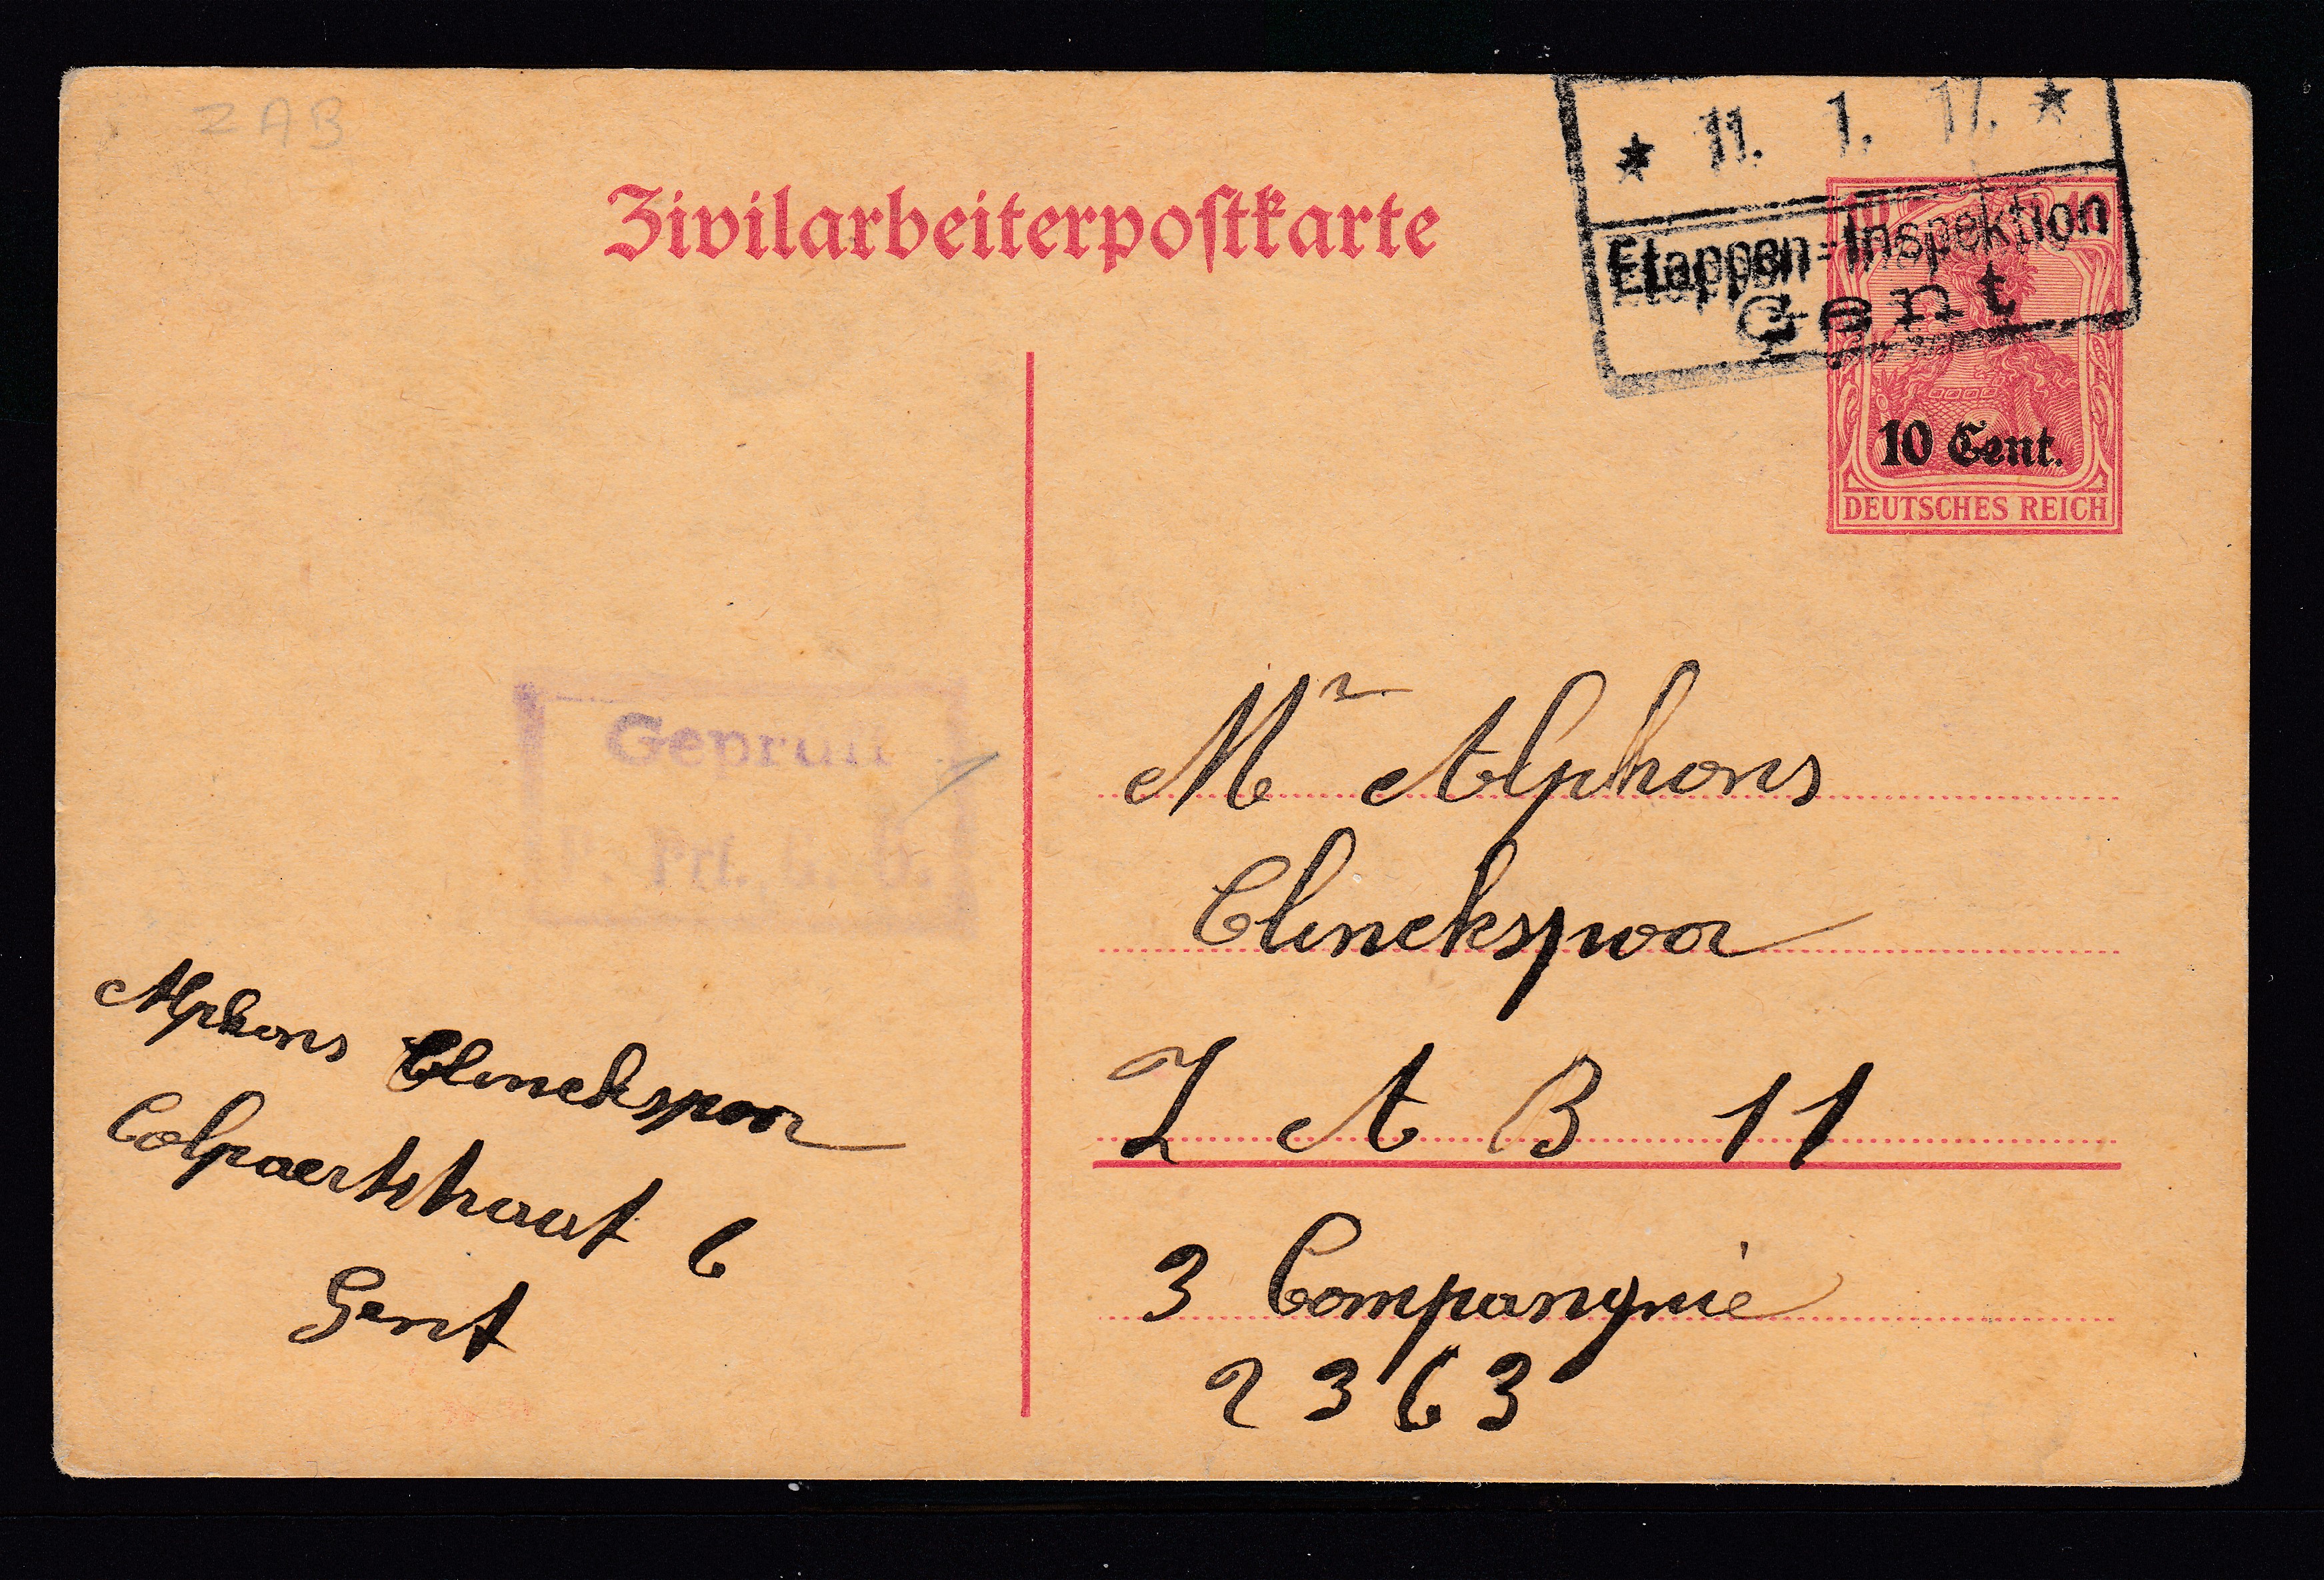 ZAB
Zivilarbeiterpostkarte
* 11. 1. 17. *
Etappen-Inspektion
Gent
10 Cent.
DEUTSCHES REICH
Geprüft
Mr Alphons
Clinckspoor
Z A B 11
3 Compangnie
2363
Alphons Clinckspoor
Colpaertstraat 6
Gent